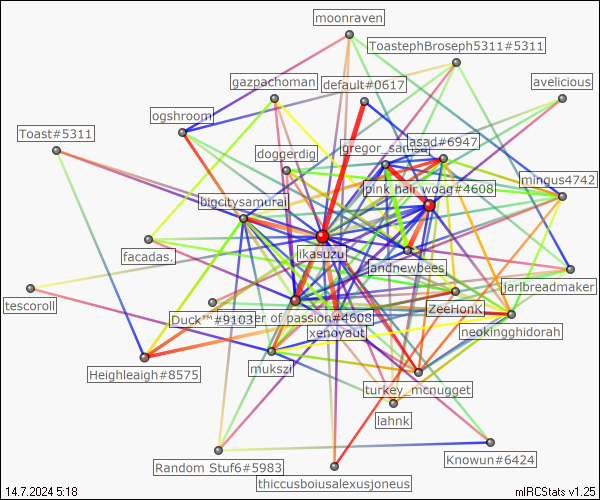 moonraven
ToastephBroseph5311#5311
gazpachoman
default#0617
avelicious
ogshroom
Toast#5311
gregor_samsa
asad#6947
doggerdig
pink hair woag#4608
mingus4742
bigcitysamurai
ikasuzu
facadas.
landnewbees
jarlbreadmaker
tescoroll
Duck™#9103
er of passion#4608
ZeeHonK
xenoyaut
neokingghidorah
Heighleaigh#8575
mukszi
turkey_mcnugget
lahnk
Random Stuf6#5983
Knowun#6424
thiccusboiusalexusjoneus
14.7.2024 5:18
mIRCStats v1.25